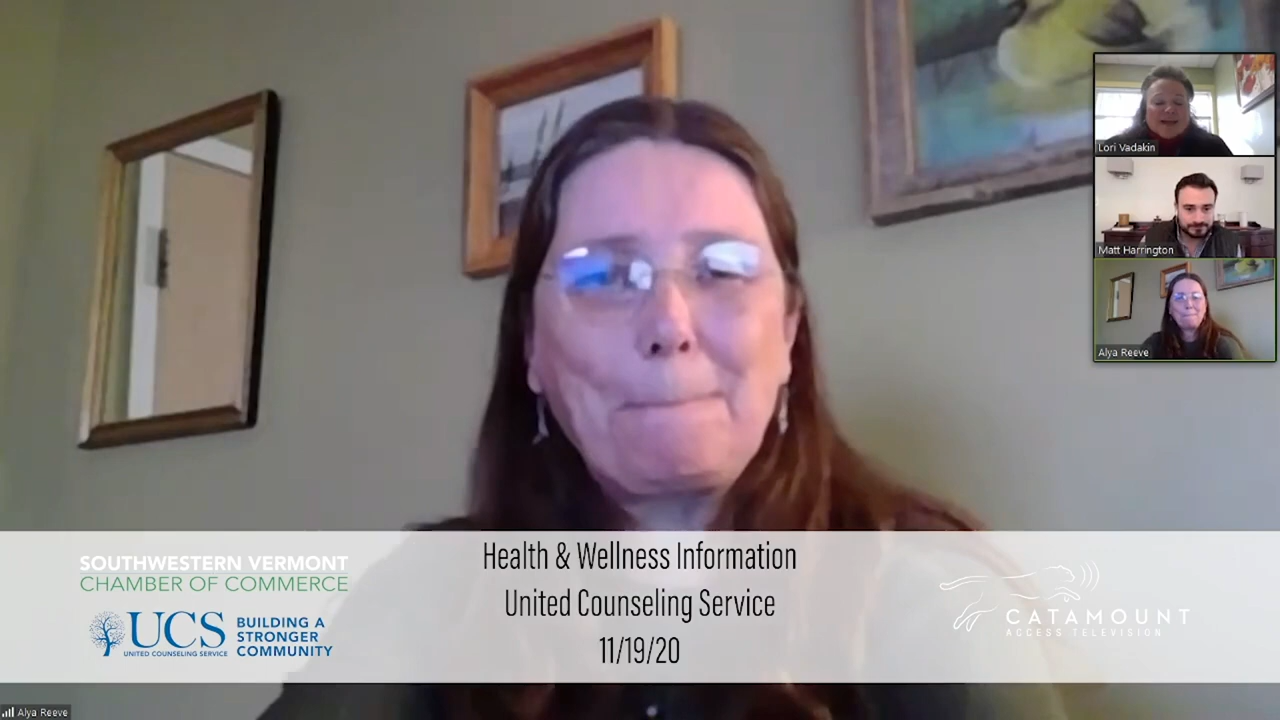 Lori Vadakin
Matt Harrington
Alya Reeve
SOUTHWESTERN VERMONT
CHAMBER OF COMMERCE
UCS
UNITED COUNSELING SERVICE
BUILDING A
STRONGER
COMMUNITY
Health & Wellness Information
United Counseling Service
11/19/20
CATAMOUNT
ACCESS TELEVISION
Alya Reeve